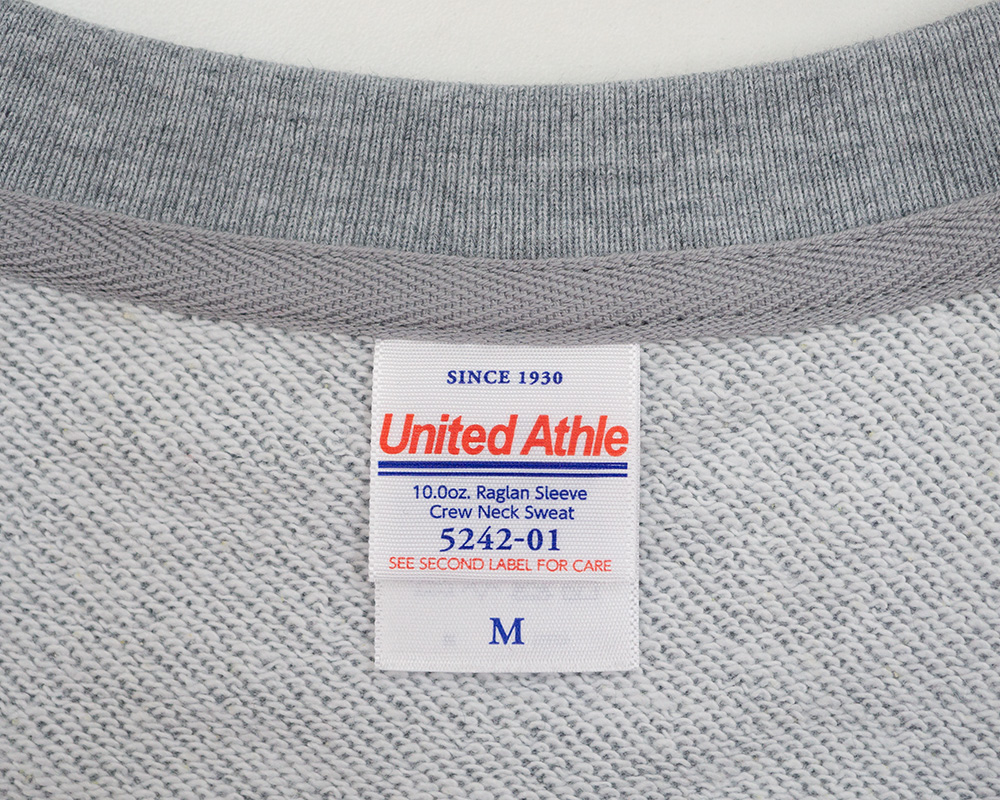 SINCE 1930
United Athle
10.0oz. Raglan Sleeve
Crew Neck Sweat
5242-01
SEE SECOND LABEL FOR CARE
M